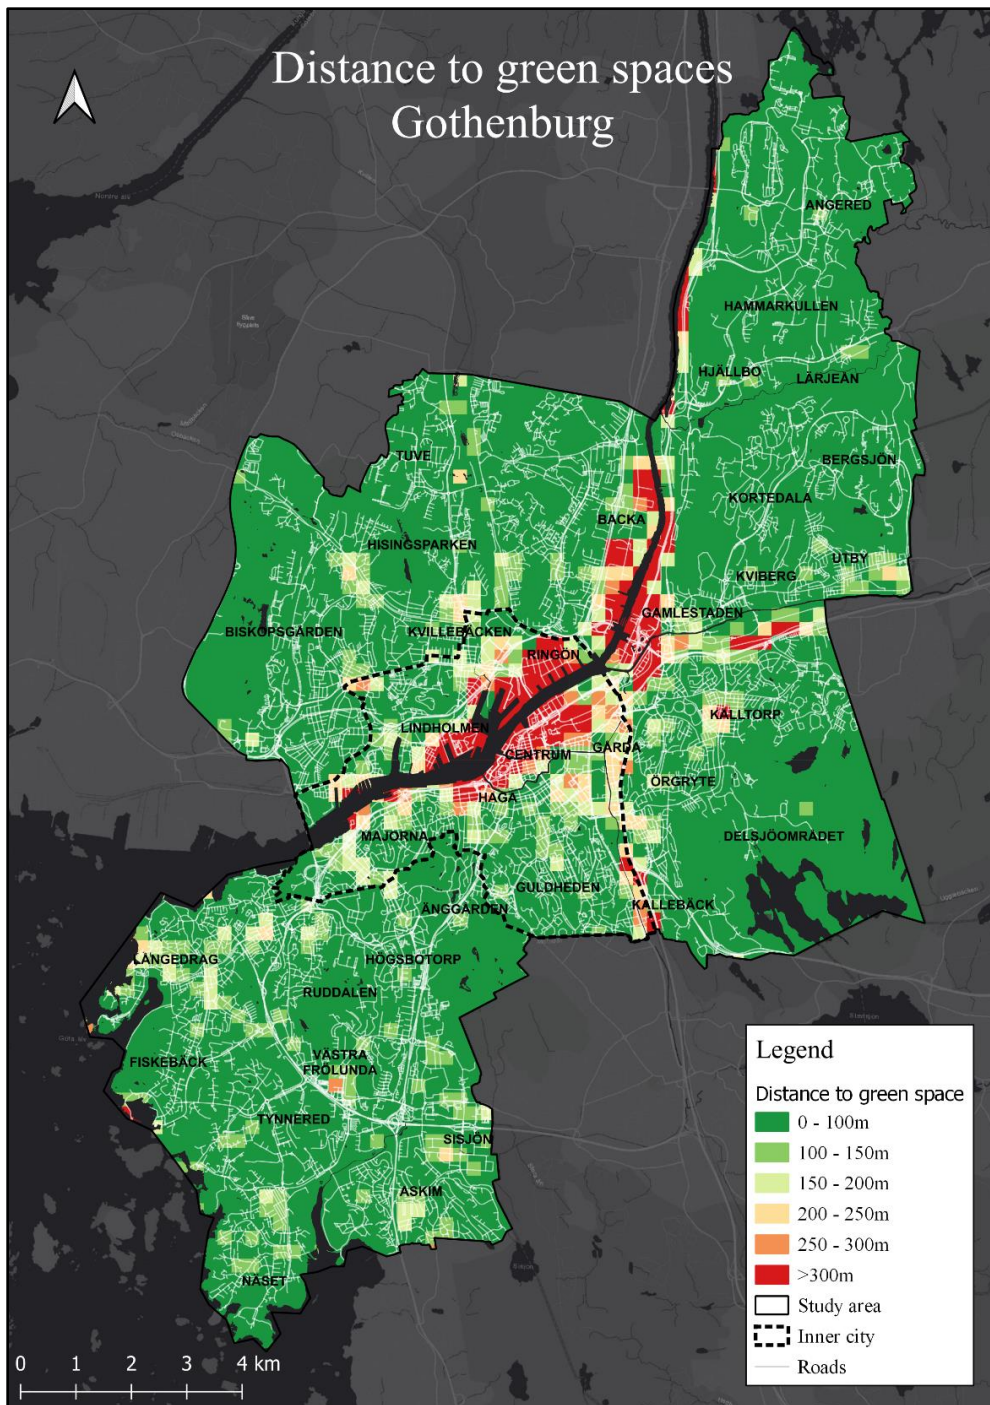 Distance to green spaces
Gothenburg
ANGERED
HAMMARKULLEN
HJÄLLBO
LÄRJEÅN
TUVE
BERGSJÖN
KORTEDALA
BACKA
HISINGSPARKEN
UTBY
KVIBERG
GAMLESTADEN
BISKOPSGÅRDEN
KVILLEBÄCKEN
RINGÖN
KÄLLTORP
LINDHOLMEN
CENTRUM
GÅRDA
ÖRGRYTE
HAGA
MAJORNA
DELSJÖOMRÅDET
GULDHEDEN
KALLEBÄCK
ÄNGGÅRDEN
LÅNGEDRAG
HÖGSBOTORP
RUDDALEN
FISKEBÄCK
VÄSTRA
FRÖLUNDA
TYNNERED
SISJÖN
ASKIM
NÄSET
0 1 2 3 4 km
Legend
Distance to green space
0 - 100m
100 - 150m
150 - 200m
200 - 250m
250 - 300m
>300m
Study area
Inner city
Roads